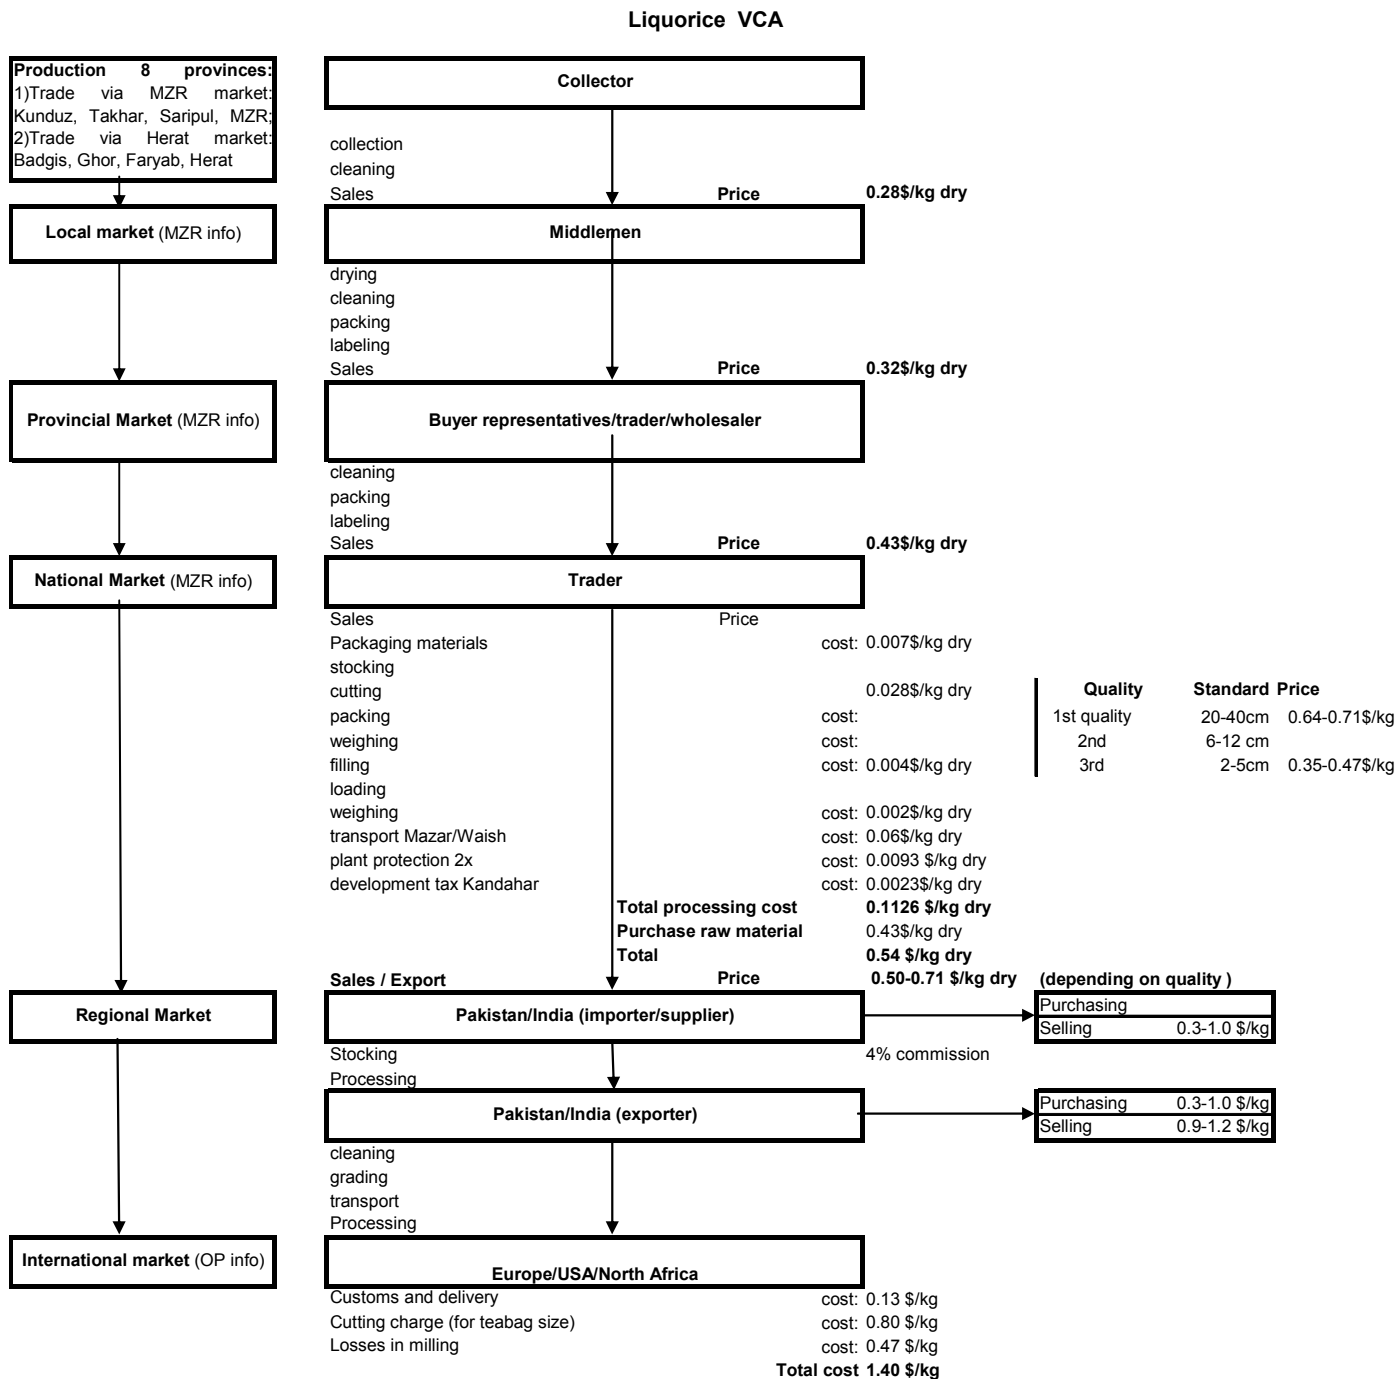 Liquorice VCA
Production 8 provinces:
1)Trade via MZR market:
Kunduz, Takhar, Saripul, MZR;
2)Trade via Herat market:
Badgis, Ghor, Faryab, Herat
Collector
collection
cleaning
Sales Price 0.28$/kg dry
Local market (MZR info)
Middlemen
drying
cleaning
packing
labeling
Sales Price 0.32$/kg dry
Provincial Market (MZR info)
Buyer representatives/trader/wholesaler
cleaning
packing
labeling
Sales Price 0.43$/kg dry
National Market (MZR info)
Trader
Sales Price
Packaging materials cost: 0.007$/kg dry
stocking
cutting 0.028$/kg dry
packing cost:
weighing cost:
filling cost: 0.004$/kg dry
loading
weighing cost: 0.002$/kg dry
transport Mazar/Waish cost: 0.06$/kg dry
plant protection 2x cost: 0.0093 $/kg dry
development tax Kandahar cost: 0.0023$/kg dry
Quality Standard Price
1st quality 20-40cm 0.64-0.71$/kg
2nd 6-12 cm
3rd 2-5cm 0.35-0.47$/kg
Total processing cost 0.1126 $/kg dry
Purchase raw material 0.43$/kg dry
Total 0.54 $/kg dry
Sales / Export Price 0.50-0.71 $/kg dry (depending on quality )
Regional Market
Pakistan/India (importer/supplier)
Purchasing
Selling 0.3-1.0 $/kg
Stocking 4% commission
Processing
Pakistan/India (exporter)
Purchasing 0.3-1.0 $/kg
Selling 0.9-1.2 $/kg
cleaning
grading
transport
Processing
International market (OP info)
Europe/USA/North Africa
Customs and delivery cost: 0.13 $/kg
Cutting charge (for teabag size) cost: 0.80 $/kg
Losses in milling cost: 0.47 $/kg
Total cost 1.40 $/kg